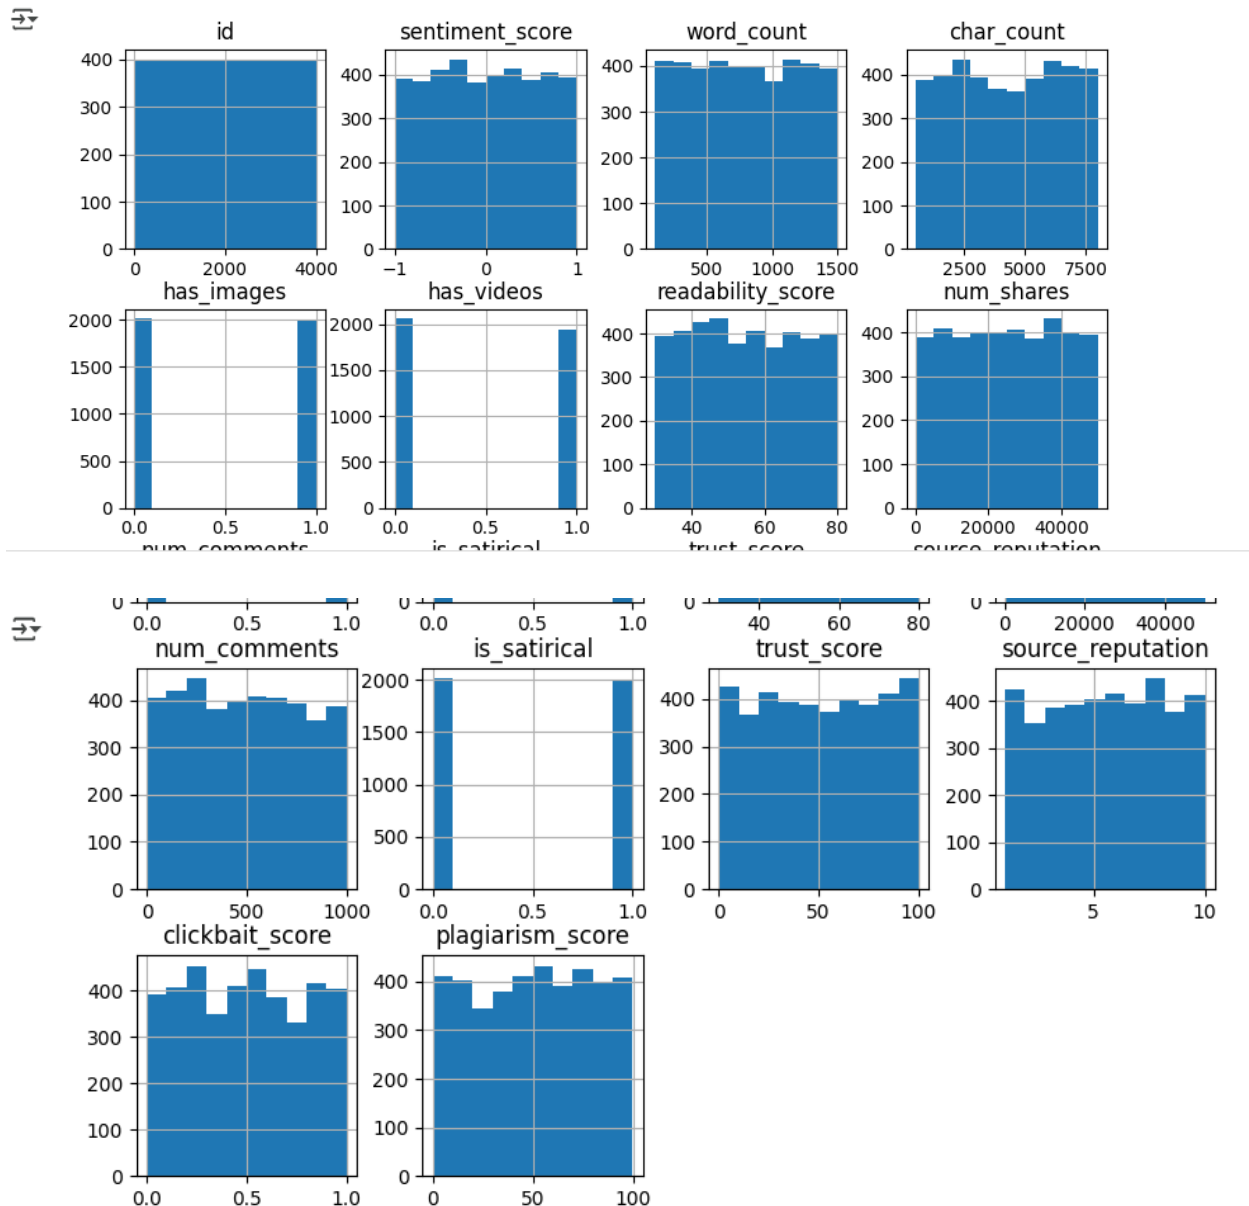 id sentiment_score word_count char_count
400 400 400 400
300 300 300 300
200 200 200 200
100 100 100 100
0 0 0 0
0 2000 4000 −1 0 1 500 1000 1500 2500 5000 7500
has_images has_videos readability_score num_shares
2000 2000 400 400
1500 1500 300 300
1000 1000 200 200
500 500 100 100
0 0 0 0
0.0 0.5 1.0 0.0 0.5 1.0 40 60 80 0 20000 40000
num_comments is_satirical trust_score source_reputation
0 0 0 0
0.0 0.5 1.0 0.0 0.5 1.0 40 60 80 0 20000 40000
num_comments is_satirical trust_score source_reputation
400 2000 400 400
300 1500 300 300
200 1000 200 200
100 500 100 100
0 0 0 0
0 500 1000 0.0 0.5 1.0 0 50 100 5 10
clickbait_score plagiarism_score
400 400
300 300
200 200
100 100
0 0
0.0 0.5 1.0 0 50 100